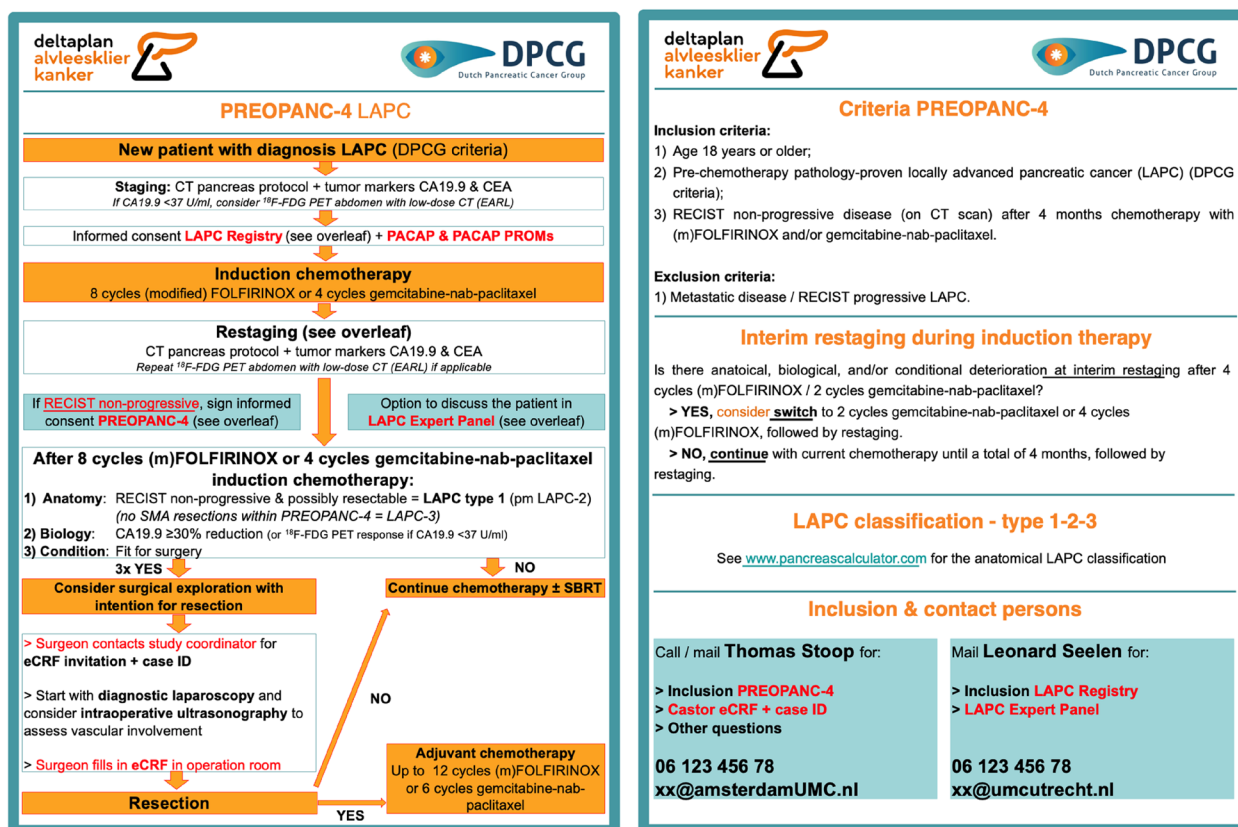 deltaplan
alvleesklier
kanker
DPCG
Dutch Pancreatic Cancer Group
PREOPANC-4 LAPC
New patient with diagnosis LAPC (DPCG criteria)
Staging: CT pancreas protocol + tumor markers CA19.9 & CEA
If CA19.9 <37 U/ml, consider ¹⁸F-FDG PET abdomen with low-dose CT (EARL)
Informed consent LAPC Registry (see overleaf) + PACAP & PACAP PROMs
Induction chemotherapy
8 cycles (modified) FOLFIRINOX or 4 cycles gemcitabine-nab-paclitaxel
Restaging (see overleaf)
CT pancreas protocol + tumor markers CA19.9 & CEA
Repeat ¹⁸F-FDG PET abdomen with low-dose CT (EARL) if applicable
If RECIST non-progressive, sign informed
consent PREOPANC-4 (see overleaf)
Option to discuss the patient in
LAPC Expert Panel (see overleaf)
After 8 cycles (m)FOLFIRINOX or 4 cycles gemcitabine-nab-paclitaxel
induction chemotherapy:
1) Anatomy: RECIST non-progressive & possibly resectable = LAPC type 1 (pm LAPC-2)
(no SMA resections within PREOPANC-4 = LAPC-3)
2) Biology: CA19.9 ≥30% reduction (or ¹⁸F-FDG PET response if CA19.9 <37 U/ml)
3) Condition: Fit for surgery
3x YES
NO
Consider surgical exploration with
intention for resection
Continue chemotherapy ± SBRT
> Surgeon contacts study coordinator for
eCRF invitation + case ID
> Start with diagnostic laparoscopy and
consider intraoperative ultrasonography to
assess vascular involvement
> Surgeon fills in eCRF in operation room
NO
Resection
YES
Adjuvant chemotherapy
Up to 12 cycles (m)FOLFIRINOX
or 6 cycles gemcitabine-nab-
paclitaxel
deltaplan
alvleesklier
kanker
DPCG
Dutch Pancreatic Cancer Group
Criteria PREOPANC-4
Inclusion criteria:
1) Age 18 years or older;
2) Pre-chemotherapy pathology-proven locally advanced pancreatic cancer (LAPC) (DPCG
criteria);
3) RECIST non-progressive disease (on CT scan) after 4 months chemotherapy with
(m)FOLFIRINOX and/or gemcitabine-nab-paclitaxel.
Exclusion criteria:
1) Metastatic disease / RECIST progressive LAPC.
Interim restaging during induction therapy
Is there anatoical, biological, and/or conditional deterioration at interim restaging after 4
cycles (m)FOLFIRINOX / 2 cycles gemcitabine-nab-paclitaxel?
> YES, consider switch to 2 cycles gemcitabine-nab-paclitaxel or 4 cycles
(m)FOLFIRINOX, followed by restaging.
> NO, continue with current chemotherapy until a total of 4 months, followed by
restaging.
LAPC classification - type 1-2-3
See www.pancreascalculator.com for the anatomical LAPC classification
Inclusion & contact persons
Call / mail Thomas Stoop for:
> Inclusion PREOPANC-4
> Castor eCRF + case ID
> Other questions
06 123 456 78
xx@amsterdamUMC.nl
Mail Leonard Seelen for:
> Inclusion LAPC Registry
> LAPC Expert Panel
06 123 456 78
xx@umcutrecht.nl